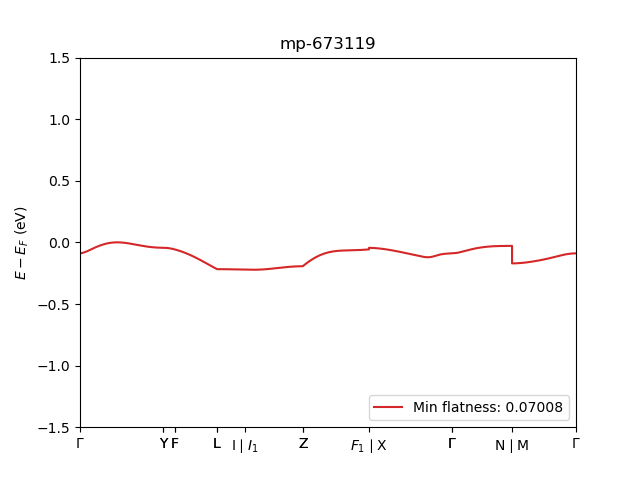 mp-673119
1.5
1.0
0.5
0.0
−0.5
−1.0
−1.5
E − E_F (eV)
Min flatness: 0.07008
Γ Y F L I | I₁ Z F₁ | X Γ N | M Γ